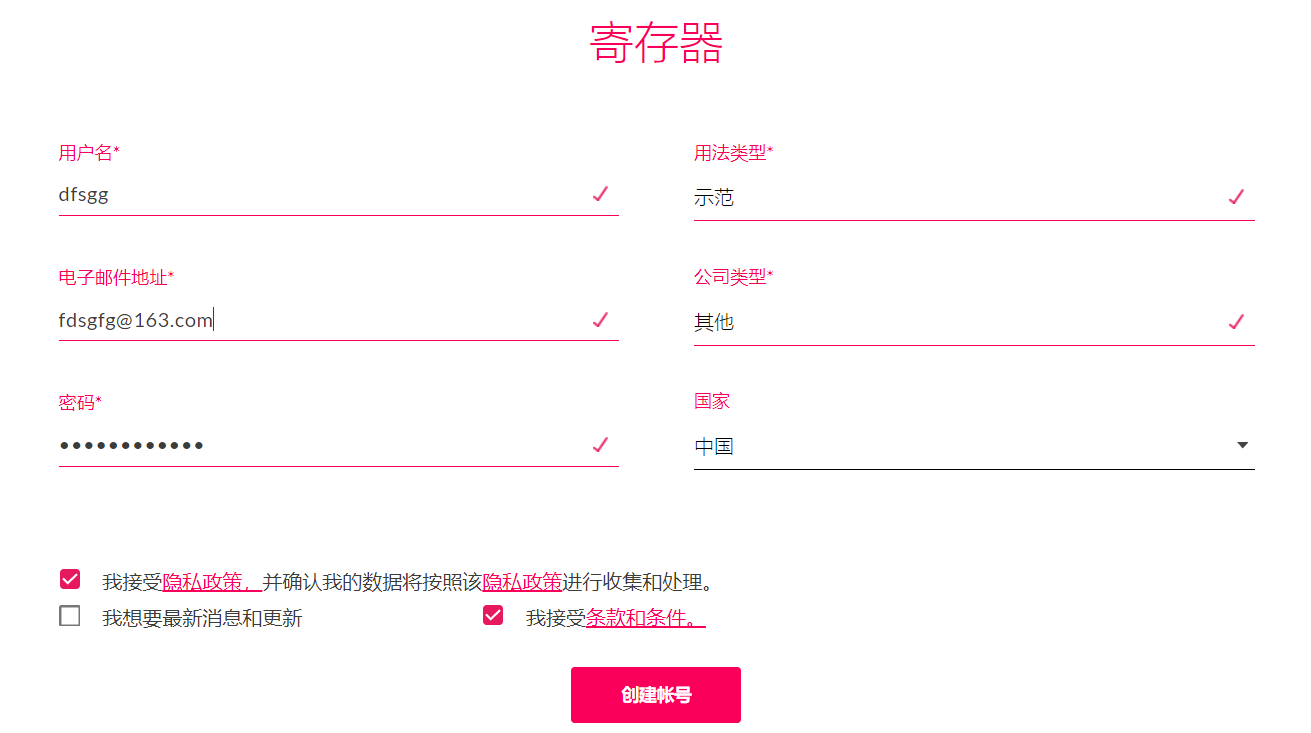 寄存器
用户名*
dfsgg
用法类型*
示范
电子邮件地址*
fdsgfg@163.com
公司类型*
其他
密码*
••••••••••••
国家
中国
我接受隐私政策，并确认我的数据将按照该隐私政策进行收集和处理。
我想要最新消息和更新
我接受条款和条件。
创建帐号